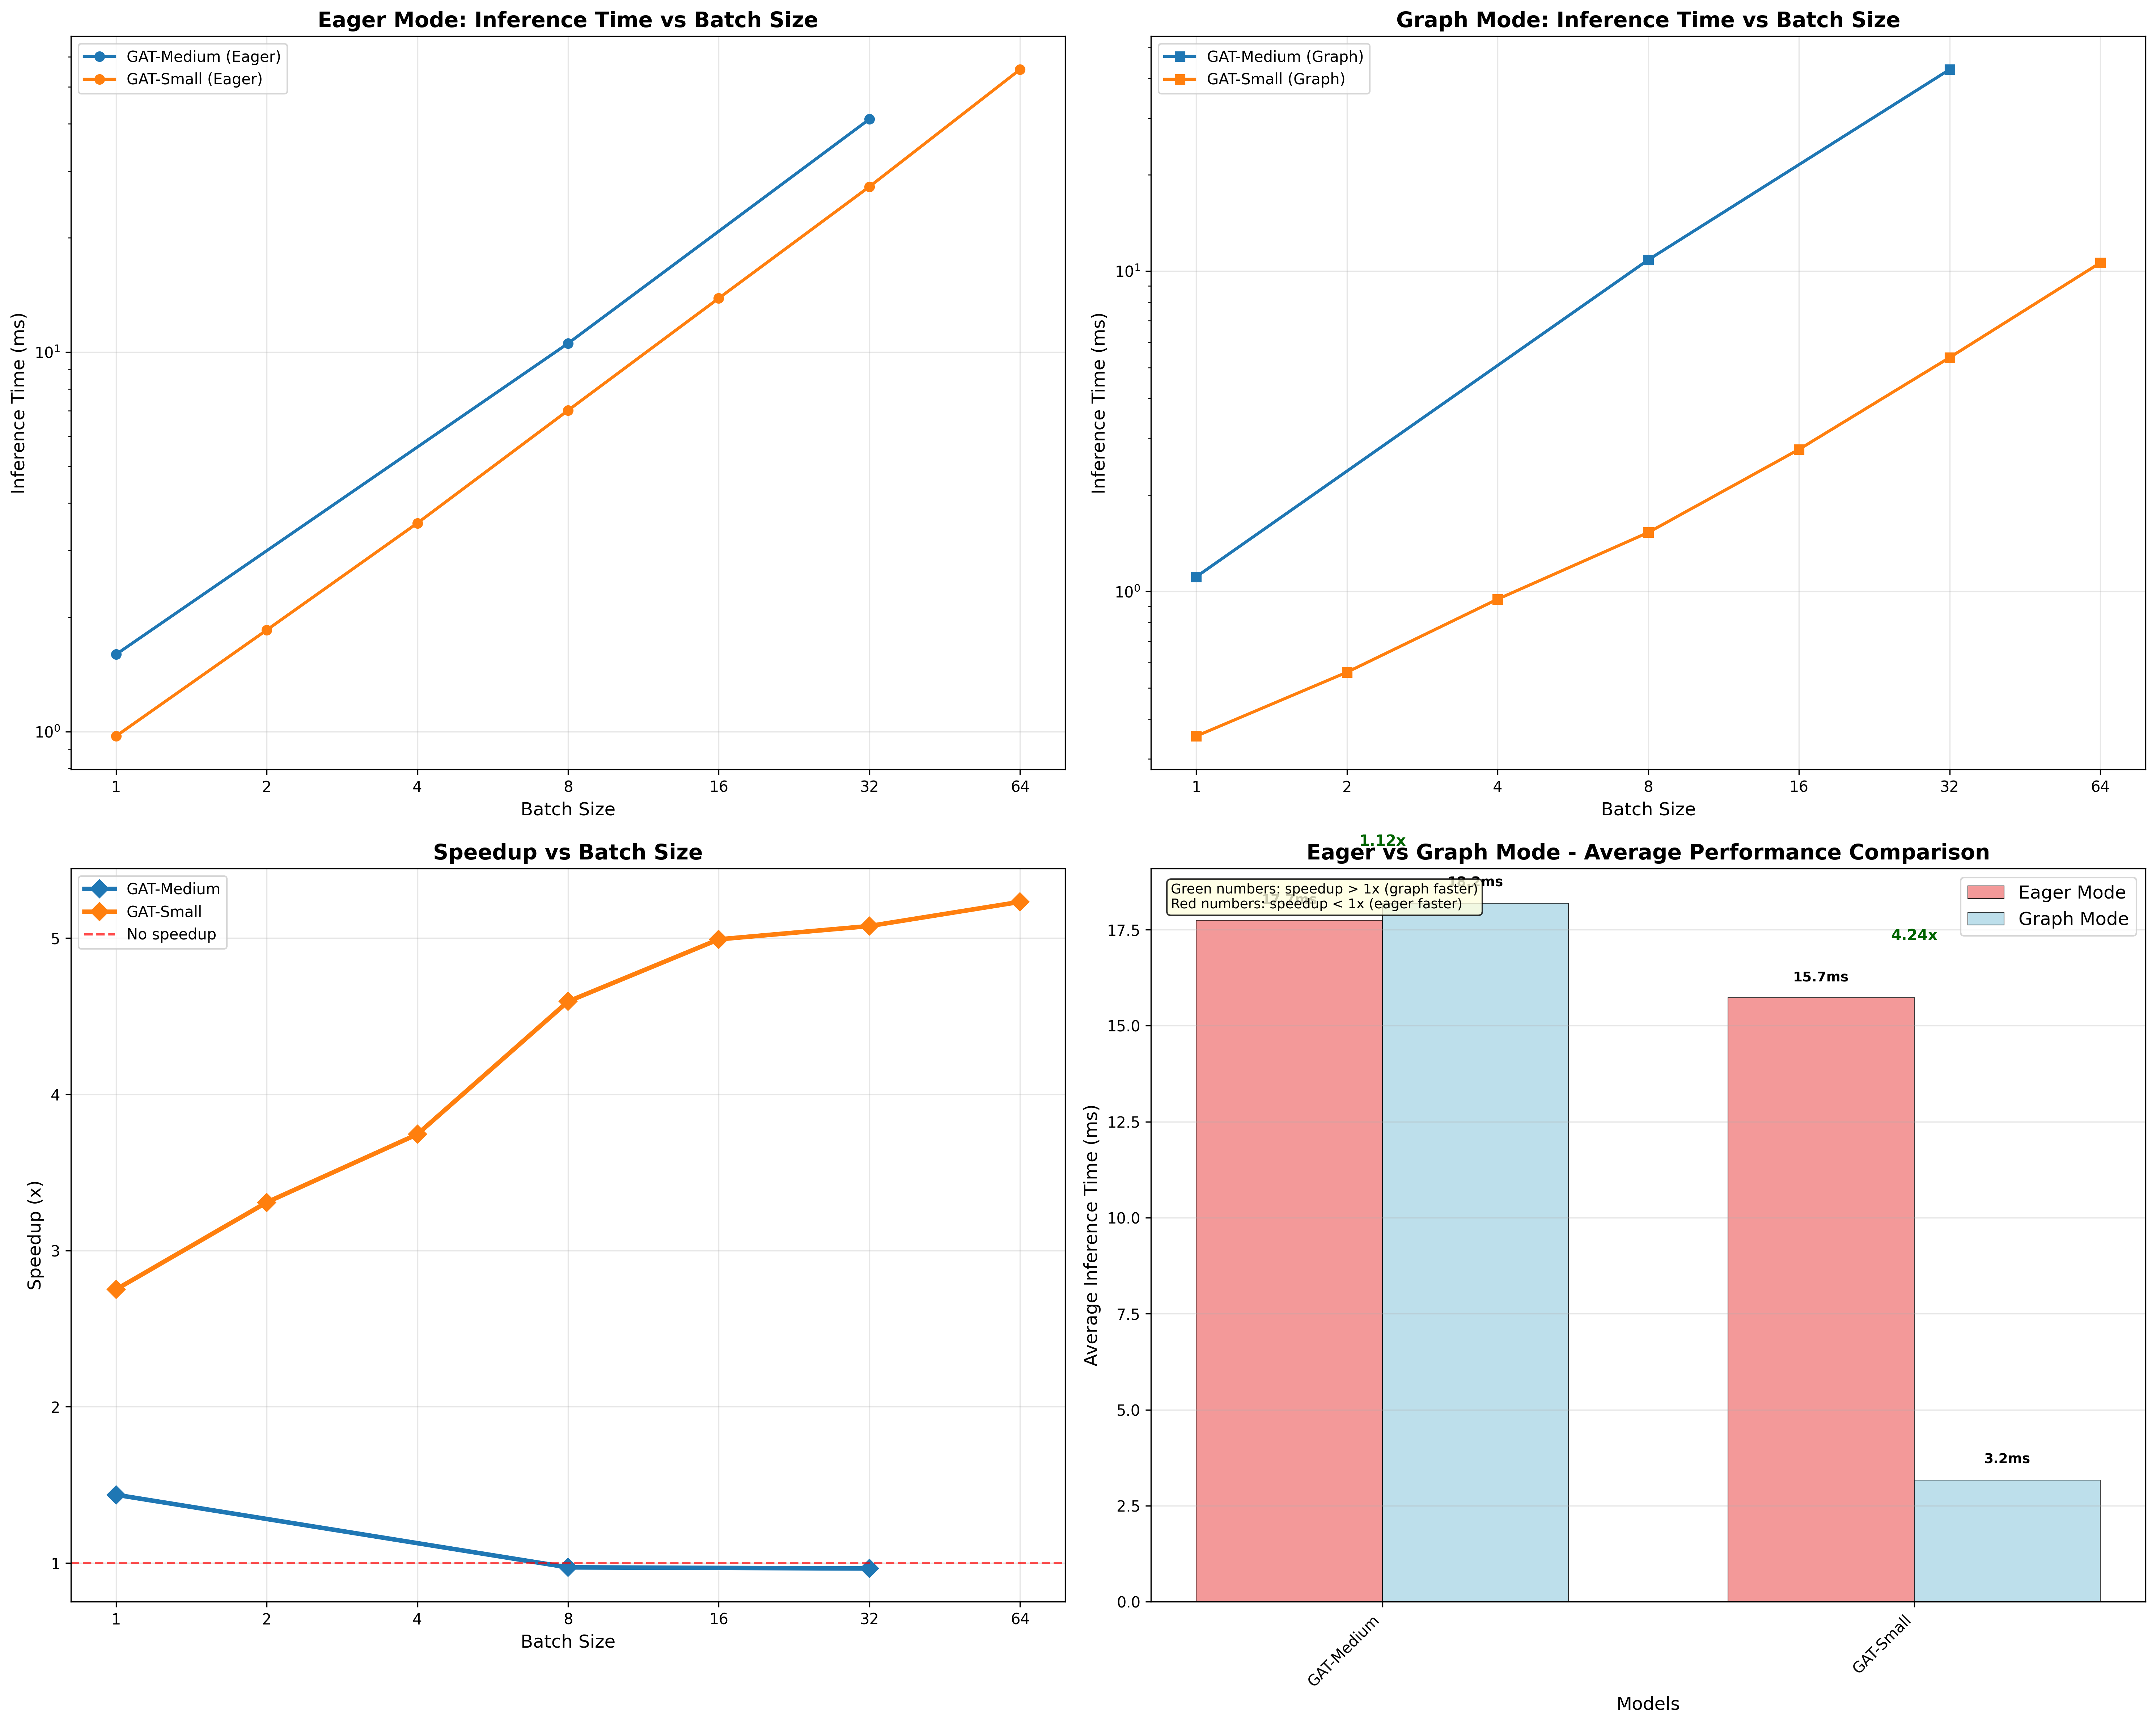 Eager Mode: Inference Time vs Batch Size
GAT-Medium (Eager)
GAT-Small (Eager)
Inference Time (ms)
10¹
10⁰
1 2 4 8 16 32 64
Batch Size
Graph Mode: Inference Time vs Batch Size
GAT-Medium (Graph)
GAT-Small (Graph)
Inference Time (ms)
10¹
10⁰
1 2 4 8 16 32 64
Batch Size
Speedup vs Batch Size
GAT-Medium
GAT-Small
No speedup
Speedup (x)
5
4
3
2
1
1 2 4 8 16 32 64
Batch Size
1.12x
Eager vs Graph Mode - Average Performance Comparison
18.2ms
Green numbers: speedup > 1x (graph faster)
Red numbers: speedup < 1x (eager faster)
Eager Mode
Graph Mode
4.24x
15.7ms
3.2ms
Average Inference Time (ms)
17.5
15.0
12.5
10.0
7.5
5.0
2.5
0.0
GAT-Medium
GAT-Small
Models